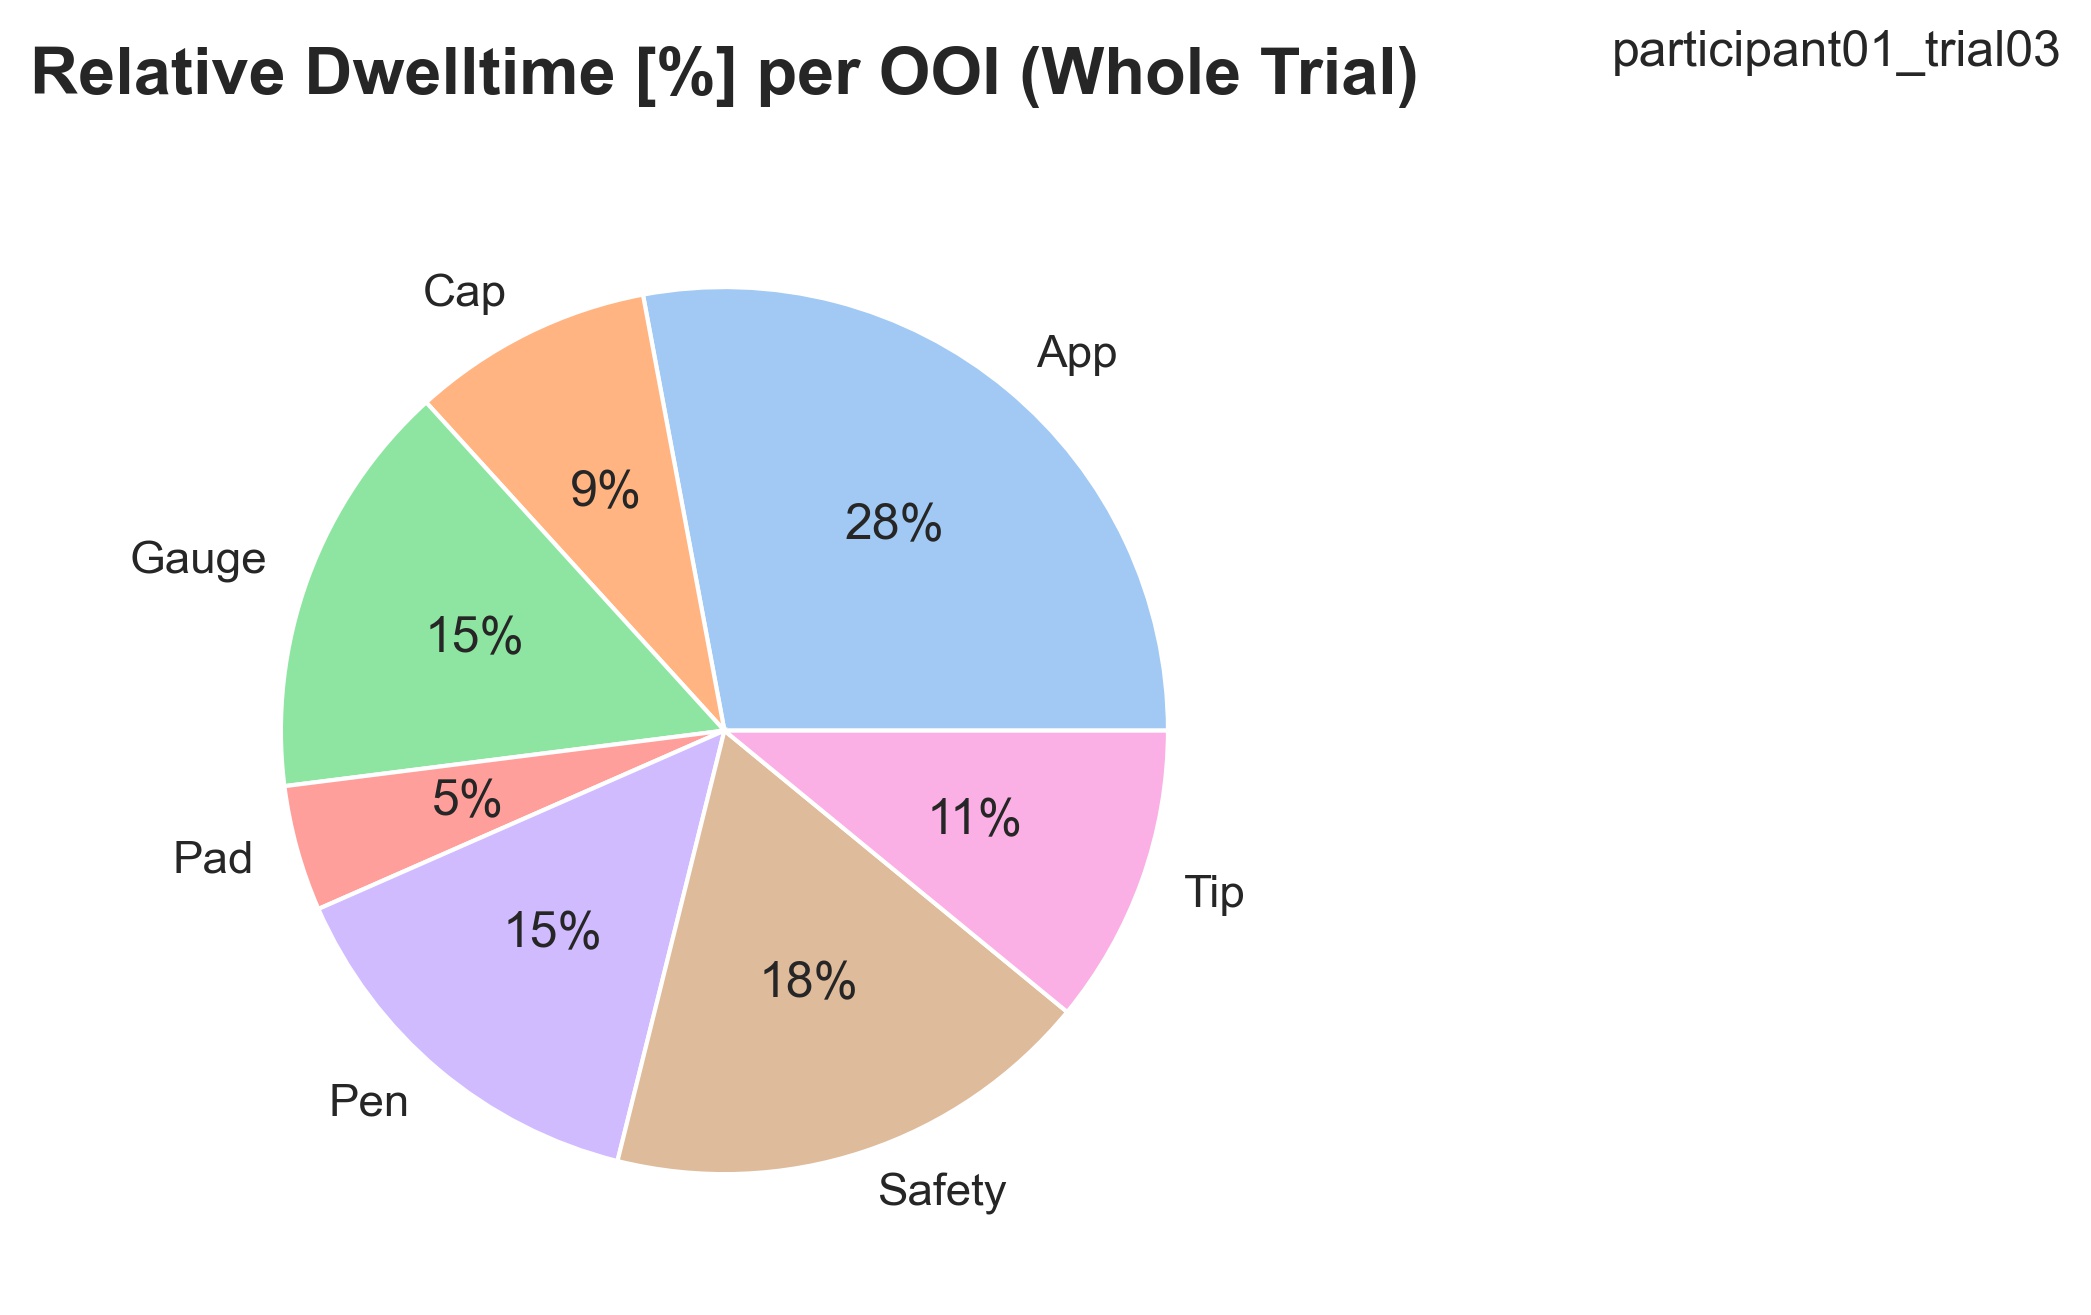 Relative Dwelltime [%] per OOI (Whole Trial)
participant01_trial03
Cap
App
9%
28%
Gauge
15%
5%
Pad
11%
Tip
15%
18%
Pen
Safety